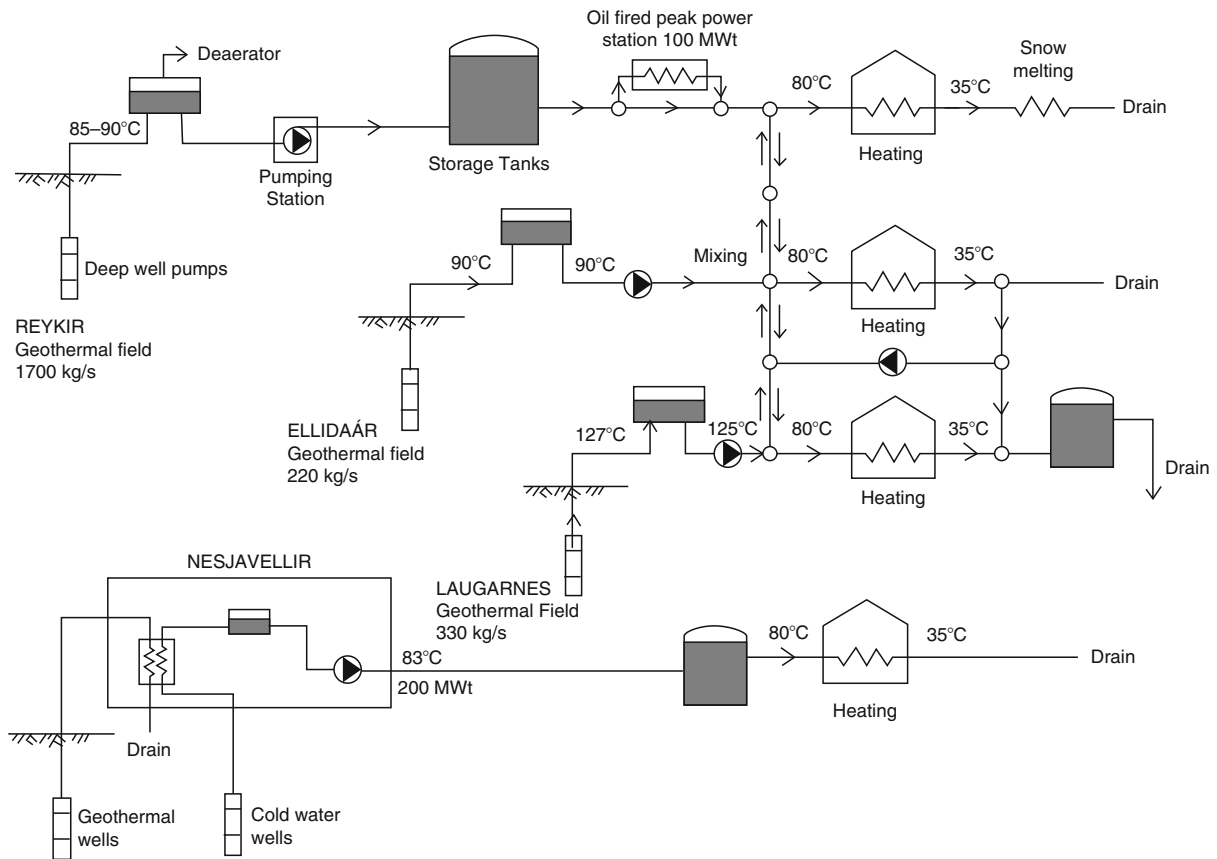 Oil fired peak power
station 100 MWt
Deaerator
85–90°C
Pumping
Station
Storage Tanks
80°C
Heating
35°C
Snow
melting
Drain
Deep well pumps
REYKIR
Geothermal field
1700 kg/s
90°C
90°C
Mixing
80°C
Heating
35°C
Drain
ELLIDAÁR
Geothermal field
220 kg/s
127°C
125°C
80°C
Heating
35°C
Drain
LAUGARNES
Geothermal Field
330 kg/s
NESJAVELLIR
83°C
200 MWt
80°C
Heating
35°C
Drain
Drain
Geothermal
wells
Cold water
wells